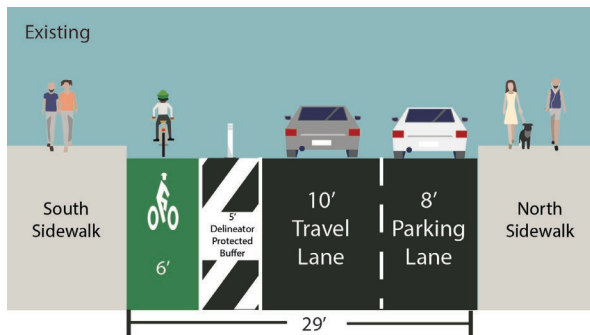 Existing
South
Sidewalk
6’
5’
Delineator
Protected
Buffer
10’
Travel
Lane
8’
Parking
Lane
North
Sidewalk
29’